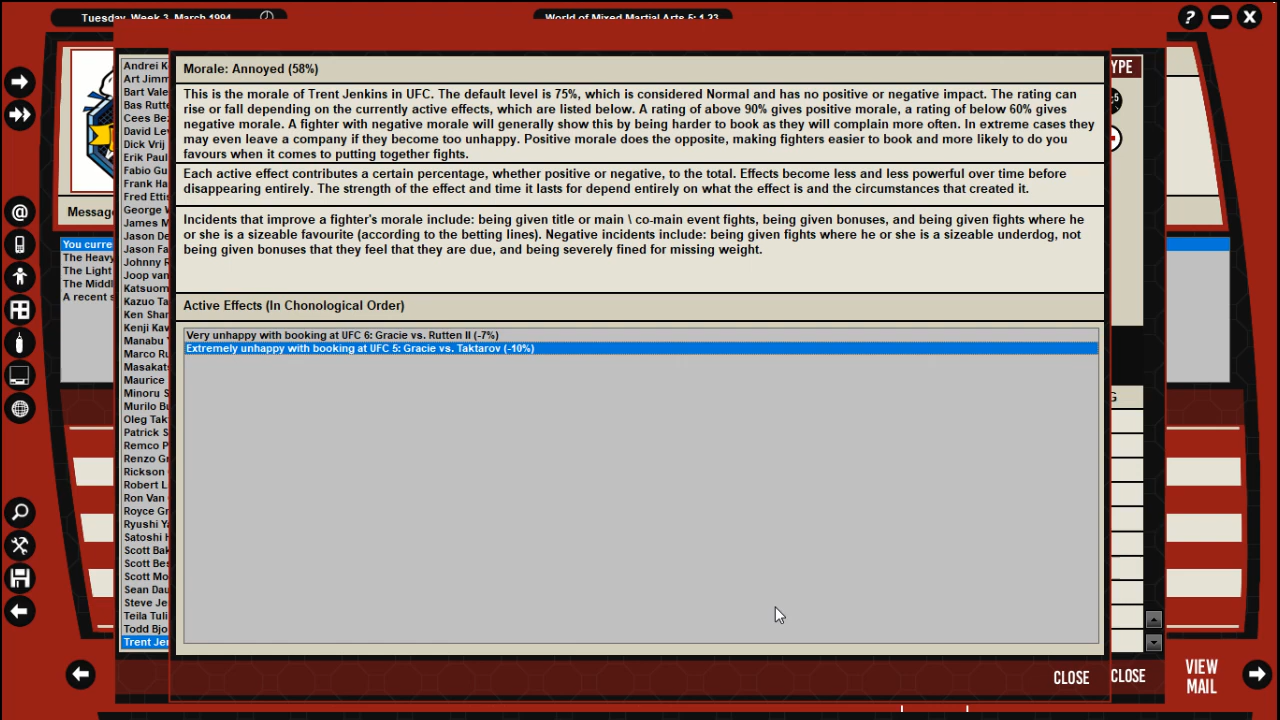 Tuesday, Week 3, March 1994
World of Mixed Martial Arts 5: 1.23
Morale: Annoyed (58%)
This is the morale of Trent Jenkins in UFC. The default level is 75%, which is considered Normal and has no positive or negative impact. The rating can
rise or fall depending on the currently active effects, which are listed below. A rating of above 90% gives positive morale, a rating of below 60% gives
negative morale. A fighter with negative morale will generally show this by being harder to book as they will complain more often. In extreme cases they
may even leave a company if they become too unhappy. Positive morale does the opposite, making fighters easier to book and more likely to do you
favours when it comes to putting together fights.
Each active effect contributes a certain percentage, whether positive or negative, to the total. Effects become less and less powerful over time before
disappearing entirely. The strength of the effect and time it lasts for depend entirely on what the effect is and the circumstances that created it.
Incidents that improve a fighter's morale include: being given title or main \ co-main event fights, being given bonuses, and being given fights where he
or she is a sizeable favourite (according to the betting lines). Negative incidents include: being given fights where he or she is a sizeable underdog, not
being given bonuses that they feel that they are due, and being severely fined for missing weight.
Active Effects (In Chonological Order)
Very unhappy with booking at UFC 6: Gracie vs. Rutten II (-7%)
Extremely unhappy with booking at UFC 5: Gracie vs. Taktarov (-10%)
CLOSE
CLOSE
VIEW
MAIL
YPE
Messag
You curre
The Heavy
The Light
The Middl
A recent s
Andrei K
Art Jimm
Bart Vale
Bas Rutte
Cees Bez
David Lev
Dick Vrij
Erik Paul
Fabio Gu
Frank Ha
Fred Ettis
George W
James M
Jason De
Jason Fa
Johnny R
Joop van
Katsuom
Kazuo Ta
Ken Shan
Kenji Kav
Manabu T
Marco Ru
Masakats
Maurice
Minoru S
Murilo Bu
Oleg Tak
Patrick S
Remco P
Renzo Gr
Rickson
Robert L
Ron Van
Royce Gr
Ryushi Ya
Satoshi H
Scott Bak
Scott Bes
Scott Mo
Sean Dau
Steve Je
Teila Tuli
Todd Bjo
Trent Jer